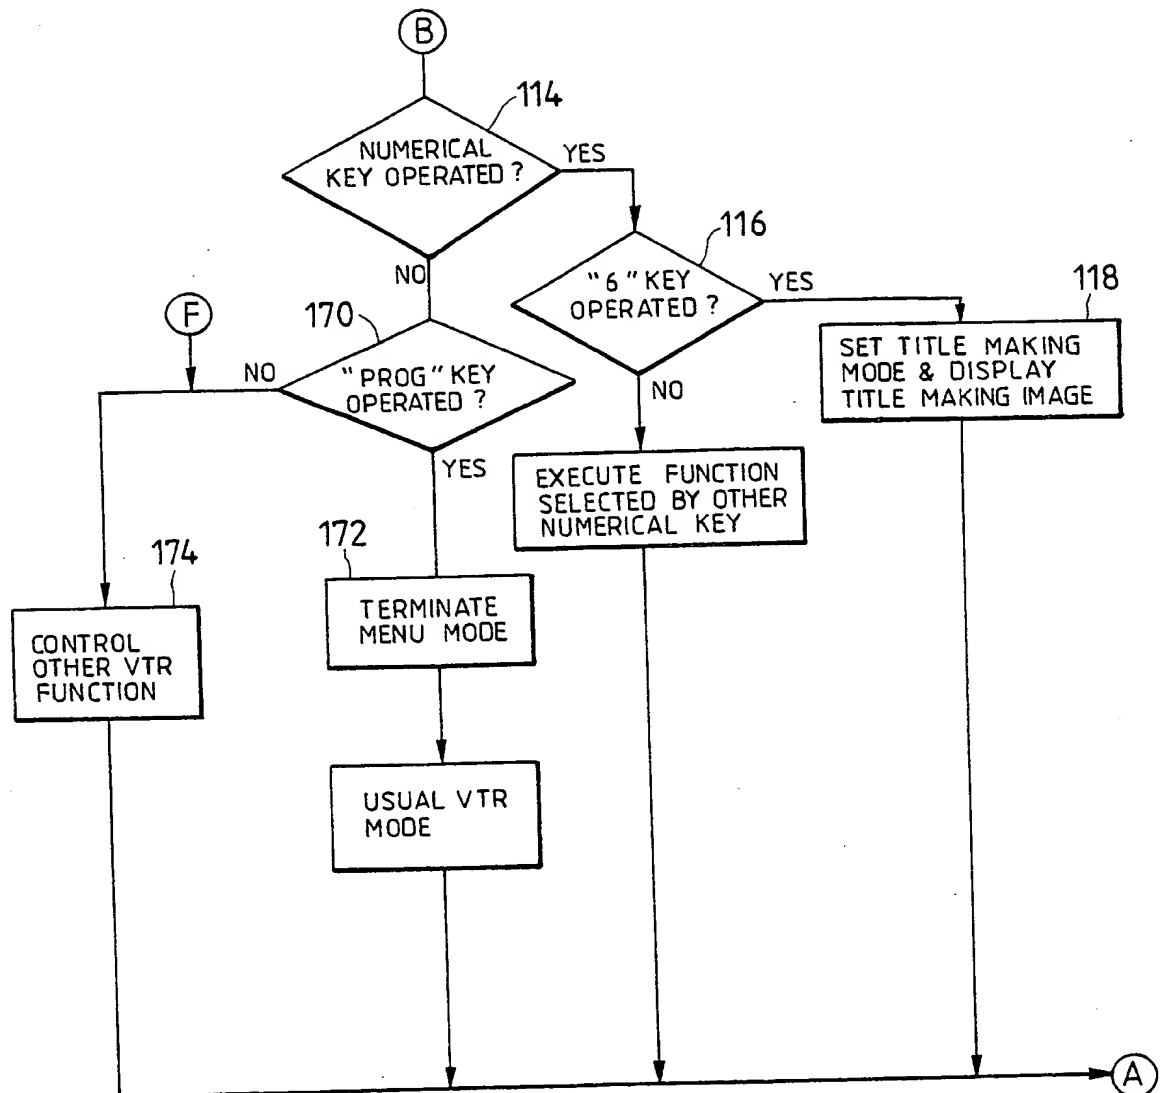 B
114
NUMERICAL
KEY OPERATED ?
YES
NO
116
"6" KEY
OPERATED ?
YES
NO
118
SET TITLE MAKING
MODE & DISPLAY
TITLE MAKING IMAGE
F
170
"PROG" KEY
OPERATED ?
NO
YES
EXECUTE FUNCTION
SELECTED BY OTHER
NUMERICAL KEY
174
CONTROL
OTHER VTR
FUNCTION
172
TERMINATE
MENU MODE
USUAL VTR
MODE
A